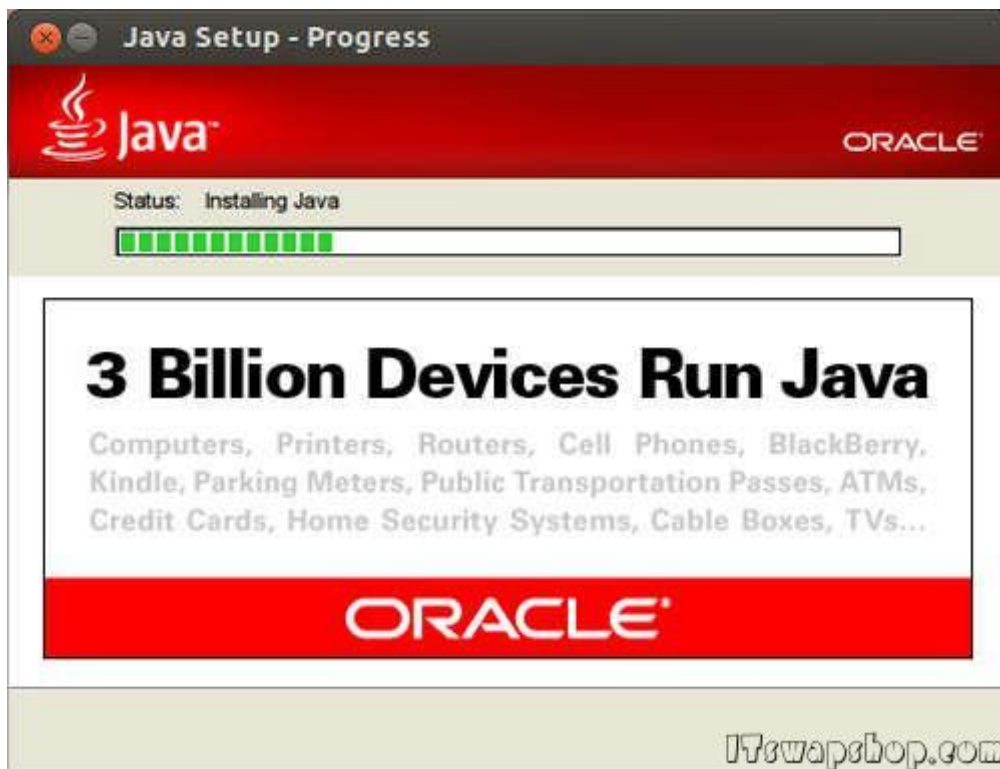 Java Setup - Progress
Java™
ORACLE
Status: Installing Java
3 Billion Devices Run Java
Computers, Printers, Routers, Cell Phones, BlackBerry,
Kindle, Parking Meters, Public Transportation Passes, ATMs,
Credit Cards, Home Security Systems, Cable Boxes, TVs...
ORACLE
ITswapshop.com